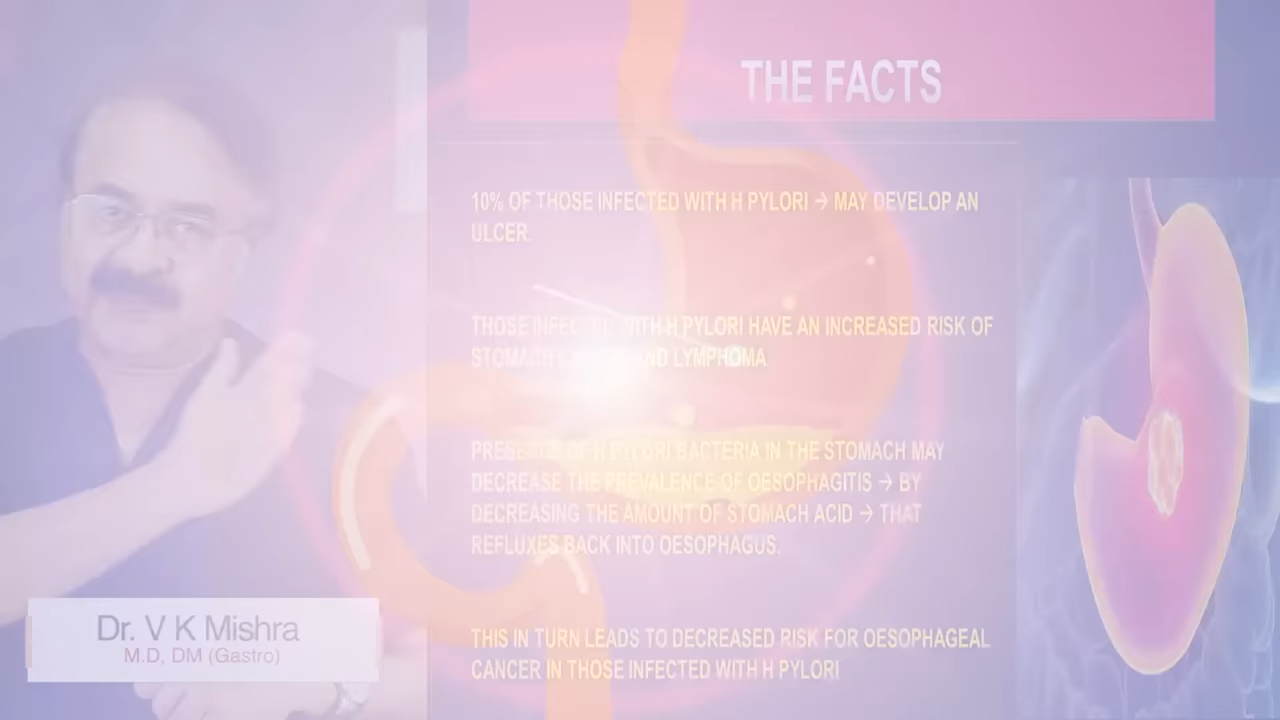 THE FACTS
10% OF THOSE INFECTED WITH H PYLORI → MAY DEVELOP AN
ULCER.
THOSE INFECTED WITH H PYLORI HAVE AN INCREASED RISK OF
AND LYMPHOMA.
PRESENCE OF H PYLORI BACTERIA IN THE STOMACH MAY
DECREASE THE PREVALENCE OF OESOPHAGITIS → BY
DECREASING THE AMOUNT OF STOMACH ACID → THAT
REFLUXES BACK INTO OESOPHAGUS.
THIS IN TURN LEADS TO DECREASED RISK FOR OESOPHAGEAL
CANCER IN THOSE INFECTED WITH H PYLORI
Dr. V K Mishra
M.D, DM (Gastro)